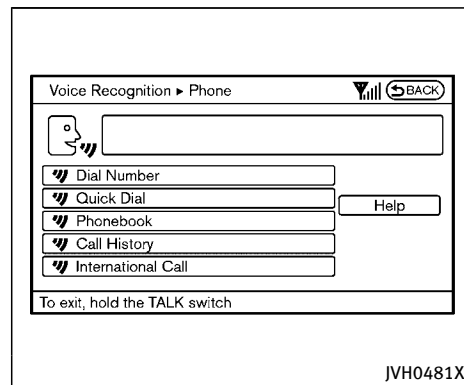 Voice Recognition ▸ Phone BACK
Dial Number
Quick Dial
Help
Phonebook
Call History
International Call
To exit, hold the TALK switch
JVH0481X